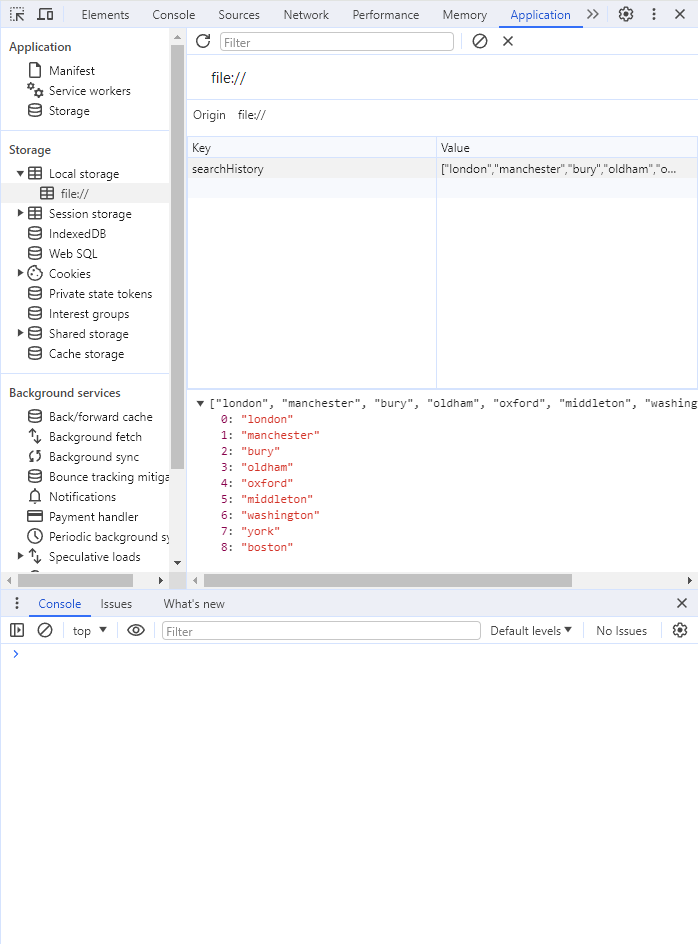 Elements Console Sources Network Performance Memory Application
Application
Manifest
Service workers
Storage
Storage
Local storage
file://
Session storage
IndexedDB
Web SQL
Cookies
Private state tokens
Interest groups
Shared storage
Cache storage
Background services
Back/forward cache
Background fetch
Background sync
Bounce tracking mitiga
Notifications
Payment handler
Periodic background sy
Speculative loads
Filter
file://
Origin file://
Key Value
searchHistory ["london","manchester","bury","oldham","o...
["london", "manchester", "bury", "oldham", "oxford", "middleton", "washing
0: "london"
1: "manchester"
2: "bury"
3: "oldham"
4: "oxford"
5: "middleton"
6: "washington"
7: "york"
8: "boston"
Console Issues What's new
top Filter Default levels No Issues